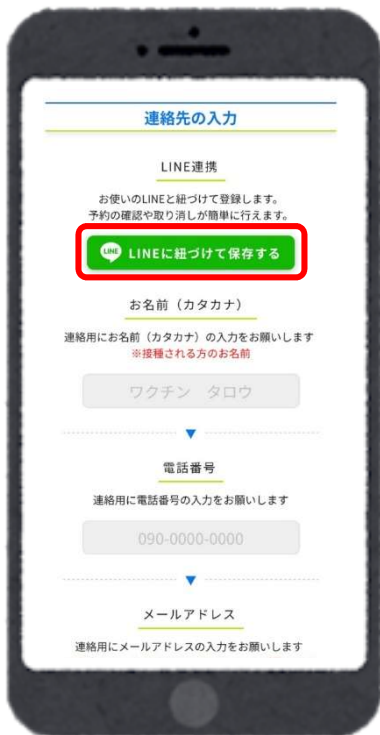 連絡先の入力
LINE連携
お使いのLINEと紐づけて登録します。
予約の確認や取り消しが簡単に行えます。
LINE LINEに紐づけて保存する
お名前（カタカナ）
連絡用にお名前（カタカナ）の入力をお願いします
※接種される方のお名前
ワクチン　タロウ
電話番号
連絡用に電話番号の入力をお願いします
090-0000-0000
メールアドレス
連絡用にメールアドレスの入力をお願いします